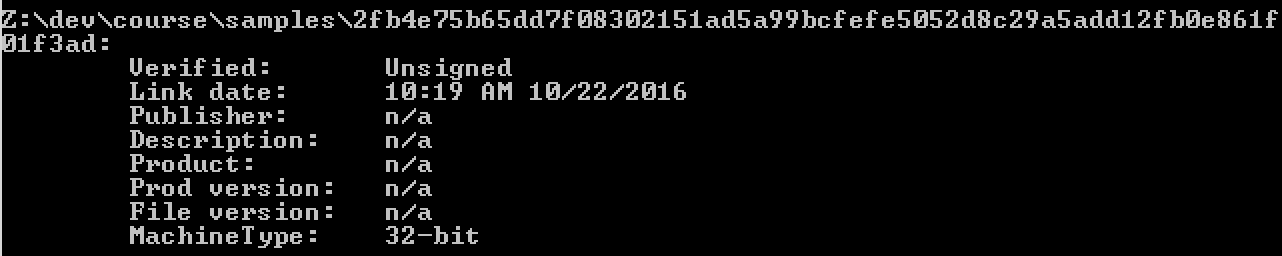 Z:\dev\course\samples\2fb4e75b65dd7f08302151ad5a99bcfefe5052d8c29a5add12fb0e861f
01f3ad:
Verified: Unsigned
Link date: 10:19 AM 10/22/2016
Publisher: n/a
Description: n/a
Product: n/a
Prod version: n/a
File version: n/a
MachineType: 32-bit